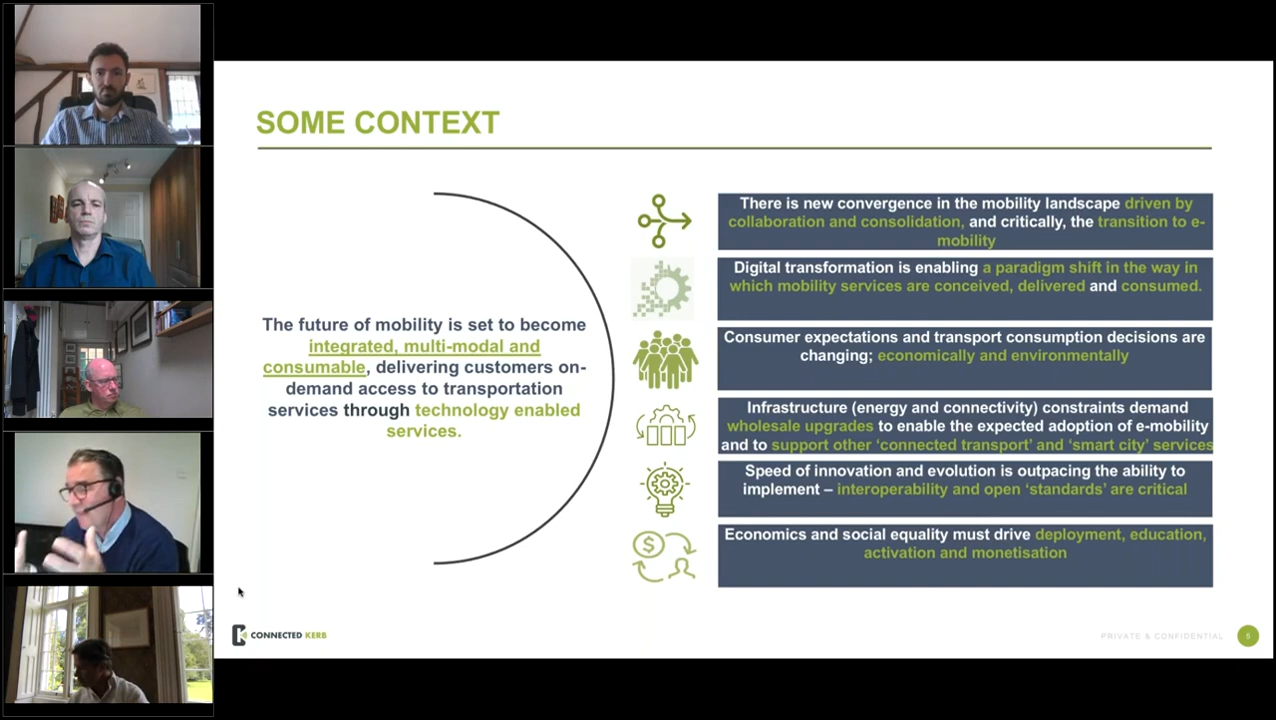 SOME CONTEXT
The future of mobility is set to become
integrated, multi-modal and
consumable, delivering customers on-
demand access to transportation
services through technology enabled
services.
There is new convergence in the mobility landscape driven by
collaboration and consolidation, and critically, the transition to e-
mobility
Digital transformation is enabling a paradigm shift in the way in
which mobility services are conceived, delivered and consumed.
Consumer expectations and transport consumption decisions are
changing; economically and environmentally
Infrastructure (energy and connectivity) constraints demand
wholesale upgrades to enable the expected adoption of e-mobility
and to support other ‘connected transport’ and ‘smart city’ services
Speed of innovation and evolution is outpacing the ability to
implement – interoperability and open ‘standards’ are critical
$
Economics and social equality must drive deployment, education,
activation and monetisation
CONNECTED KERB
PRIVATE & CONFIDENTIAL
5